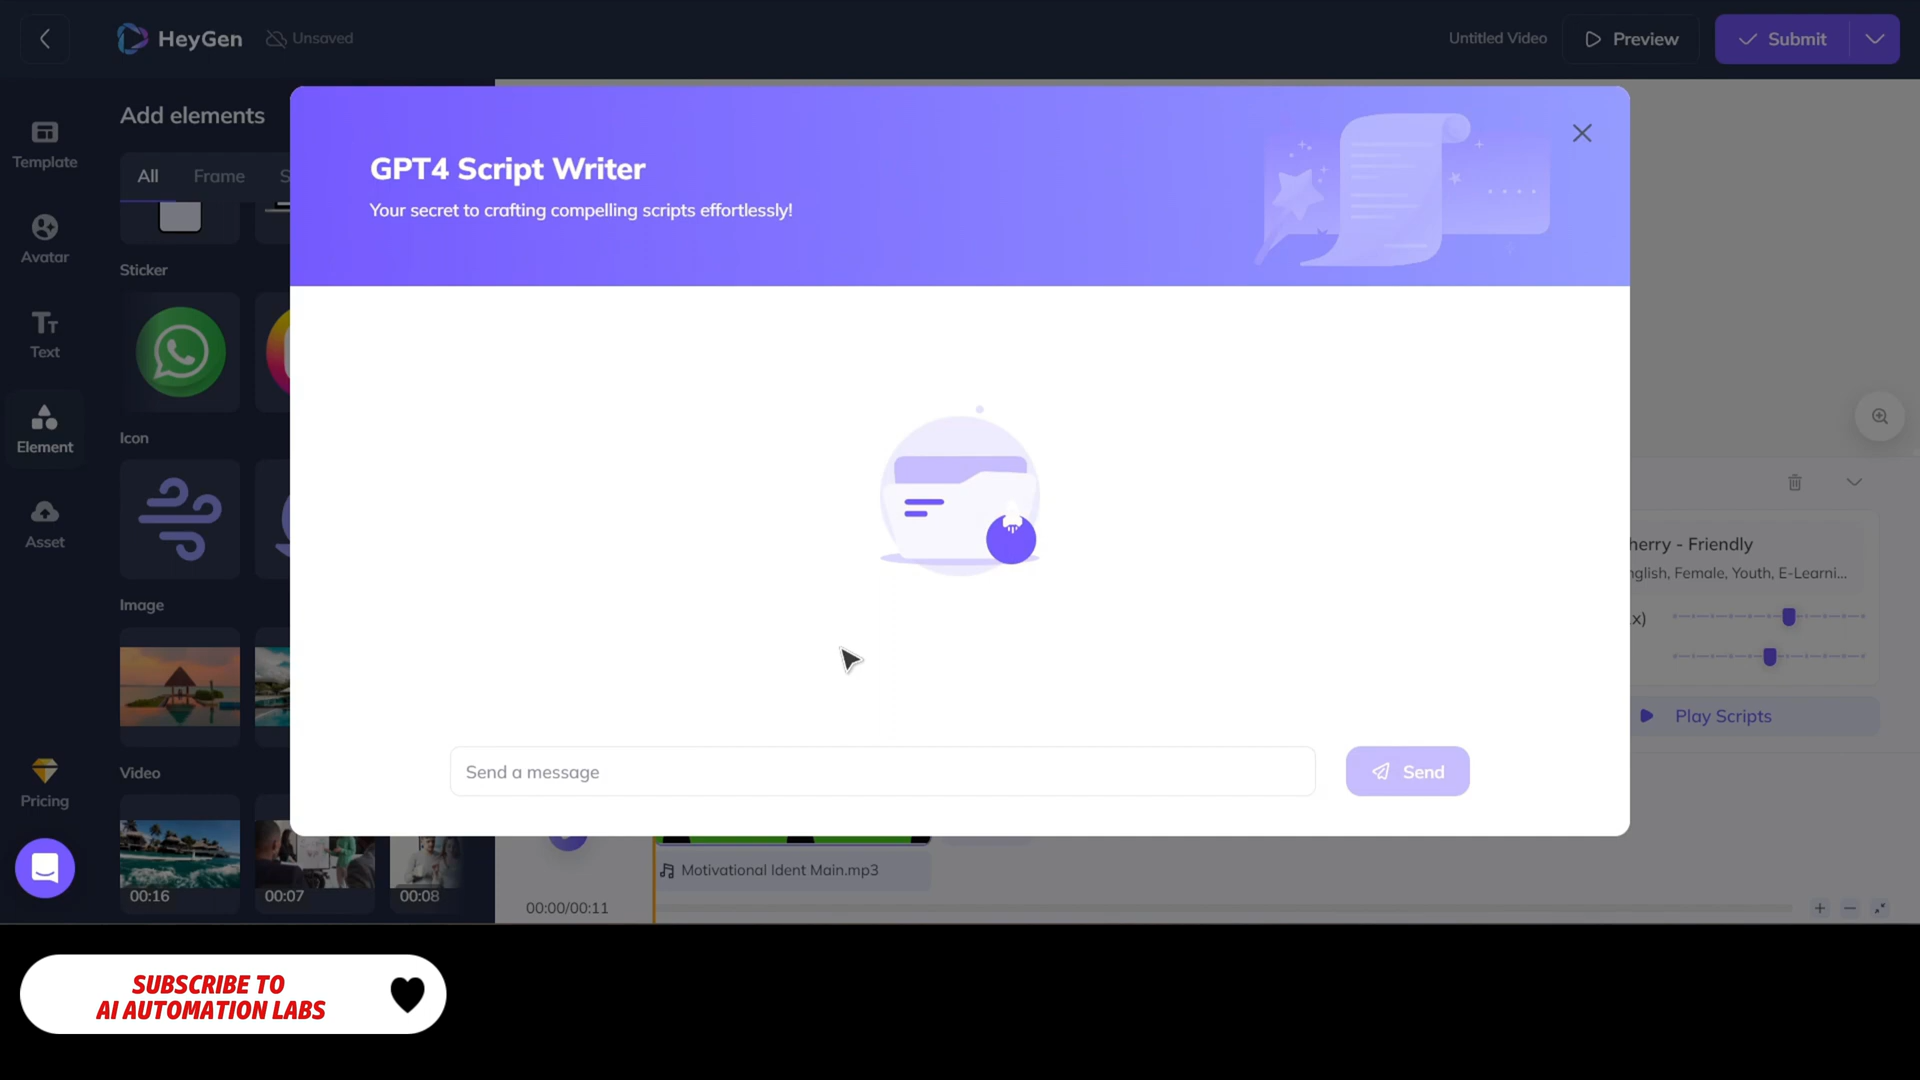 HeyGen
Unsaved
Untitled Video
Preview
Submit
Template
Avatar
Text
Element
Asset
Pricing
Add elements
All
Frame
S
Sticker
Icon
Image
Video
00:16
00:07
00:08
GPT4 Script Writer
Your secret to crafting compelling scripts effortlessly!
Send a message
Send
herry - Friendly
nglish, Female, Youth, E-Learni...
x)
Play Scripts
Motivational Ident Main.mp3
00:00/00:11
SUBSCRIBE TO
AI AUTOMATION LABS